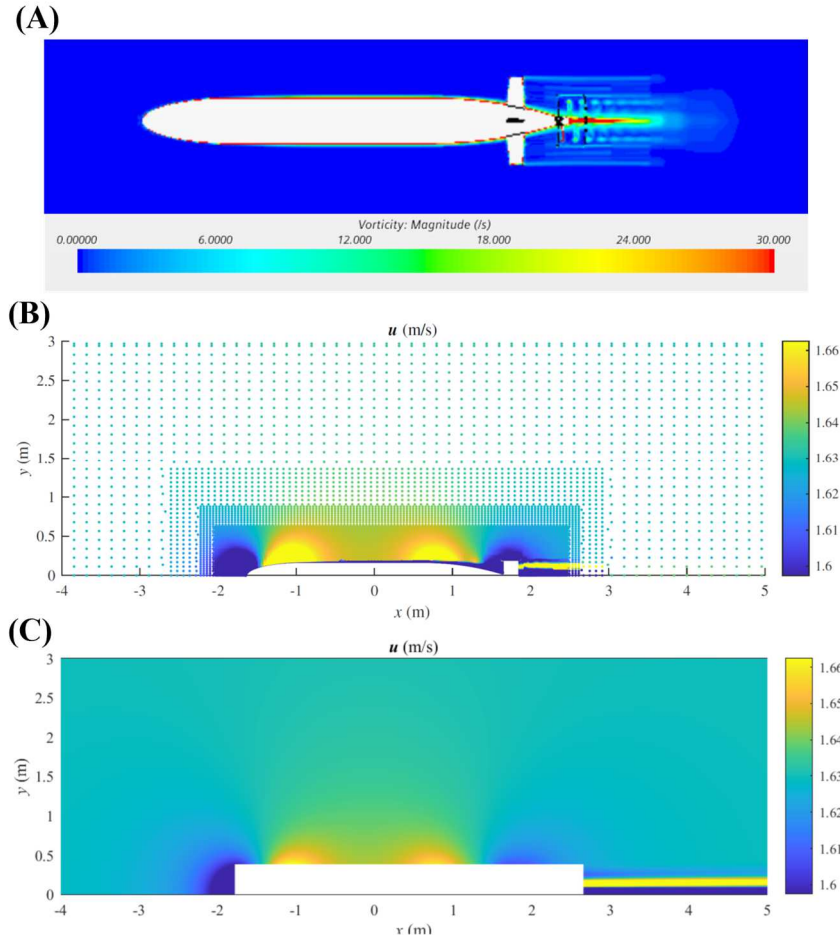 (A)
Vorticity: Magnitude (/s)
0.00000 6.0000 12.000 18.000 24.000 30.000
(B)
u (m/s)
3
2.5
2
1.5
1
0.5
0
y (m)
-4 -3 -2 -1 0 1 2 3 4 5
x (m)
1.66
1.65
1.64
1.63
1.62
1.61
1.6
(C)
u (m/s)
3
2.5
2
1.5
1
0.5
0
y (m)
-4 -3 -2 -1 0 1 2 3 4 5
x (m)
1.66
1.65
1.64
1.63
1.62
1.61
1.6